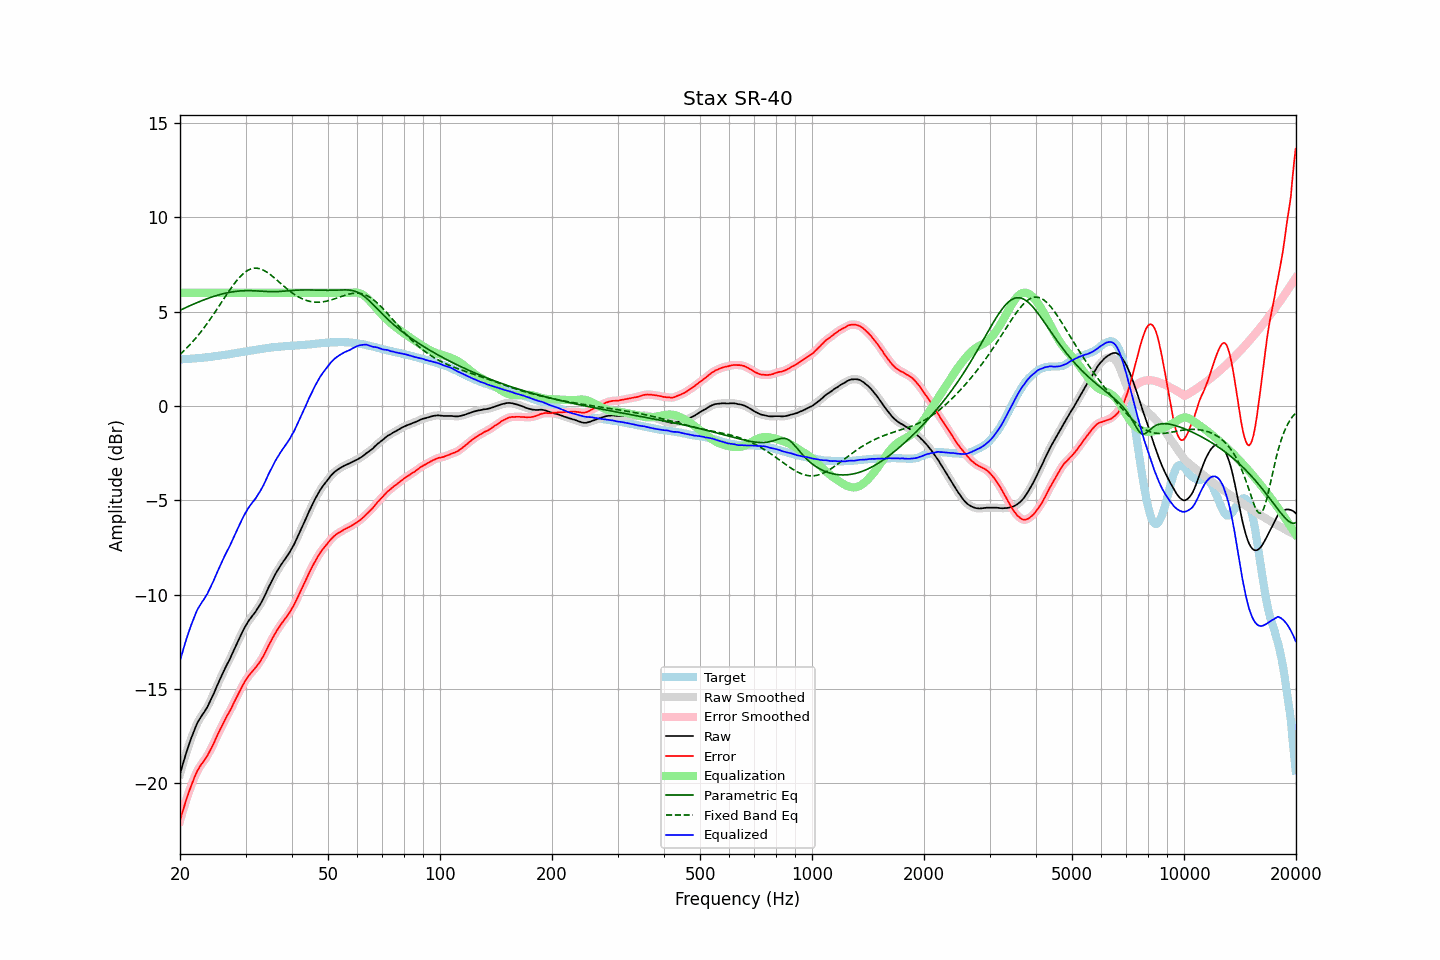 Stax SR-40
15
10
5
0
−5
−10
−15
−20
Amplitude (dBr)
20
50
100
200
500
1000
2000
5000
10000
20000
Frequency (Hz)
Target
Raw Smoothed
Error Smoothed
Raw
Error
Equalization
Parametric Eq
Fixed Band Eq
Equalized